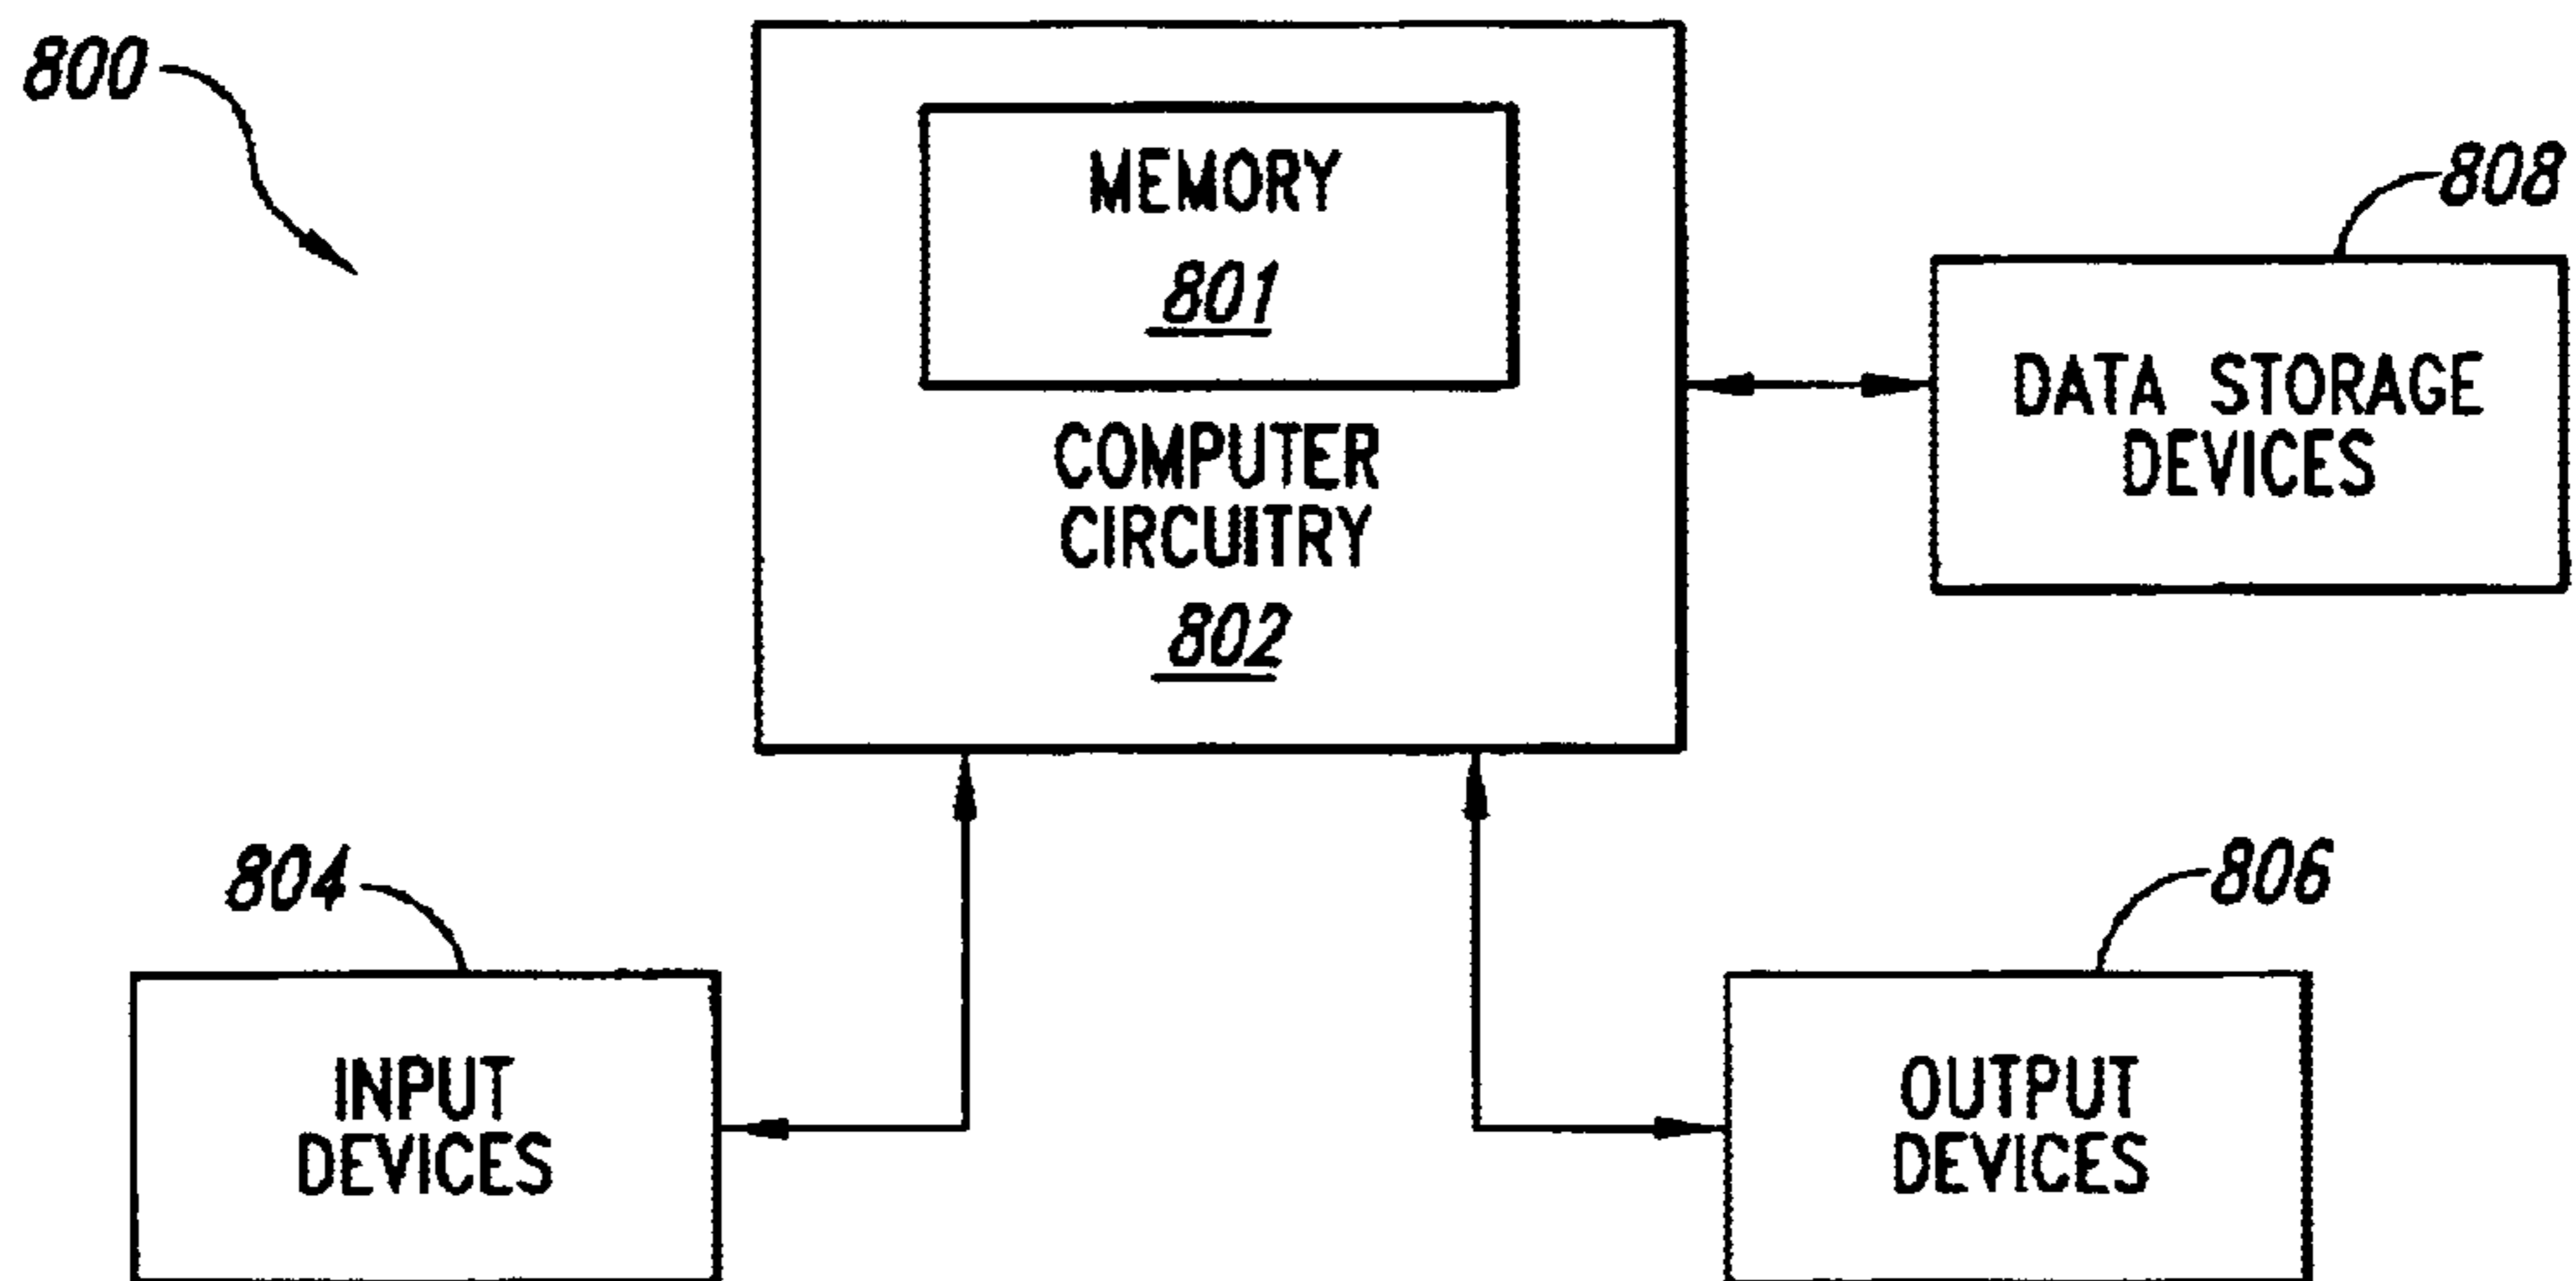 800
MEMORY
801
808
DATA STORAGE
DEVICES
COMPUTER
CIRCUITRY
802
804
INPUT
DEVICES
806
OUTPUT
DEVICES